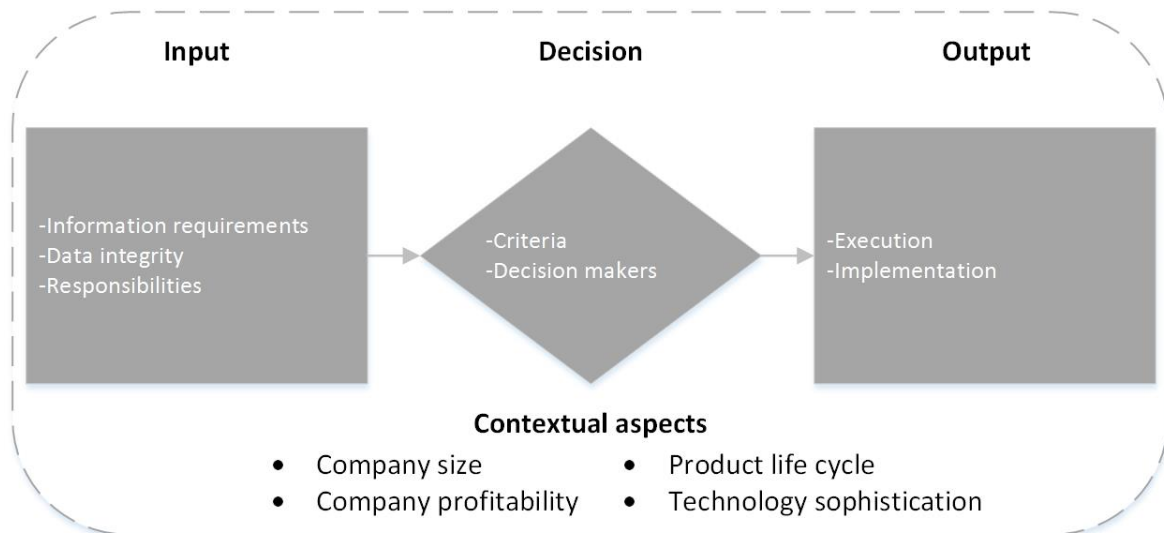 Input
Decision
Output
-Information requirements
-Data integrity
-Responsibilities
-Criteria
-Decision makers
-Execution
-Implementation
Contextual aspects
• Company size
• Company profitability
• Product life cycle
• Technology sophistication